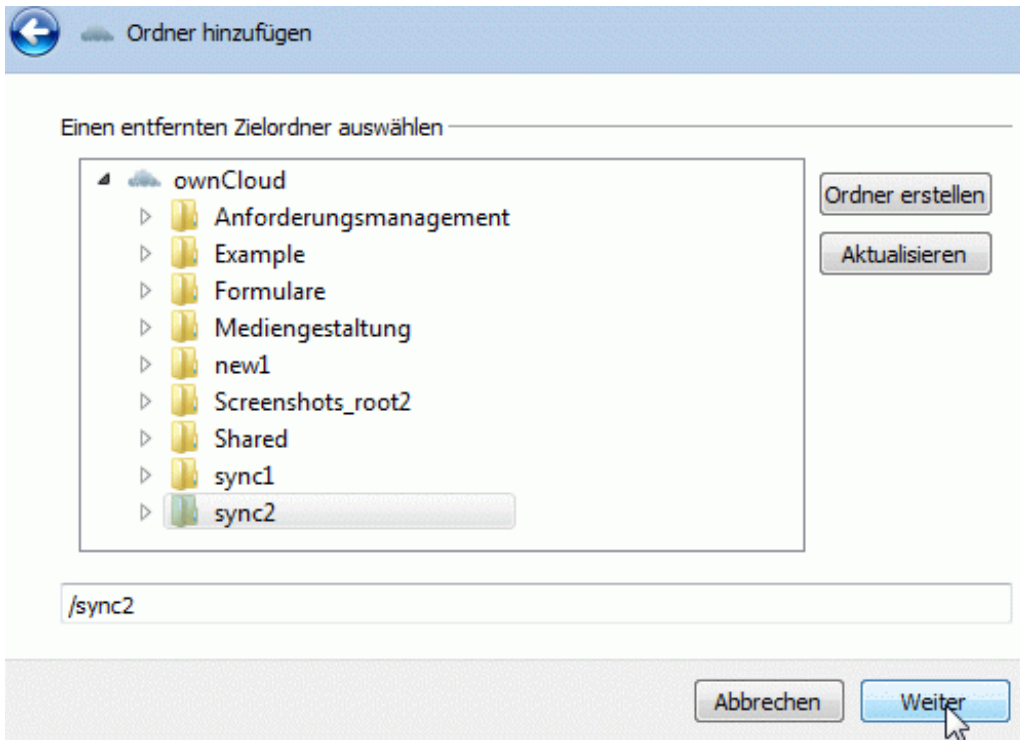 Ordner hinzufügen
Einen entfernten Zielordner auswählen
ownCloud
Anforderungsmanagement
Example
Formulare
Mediengestaltung
new1
Screenshots_root2
Shared
sync1
sync2
Ordner erstellen
Aktualisieren
/sync2
Abbrechen
Weiter